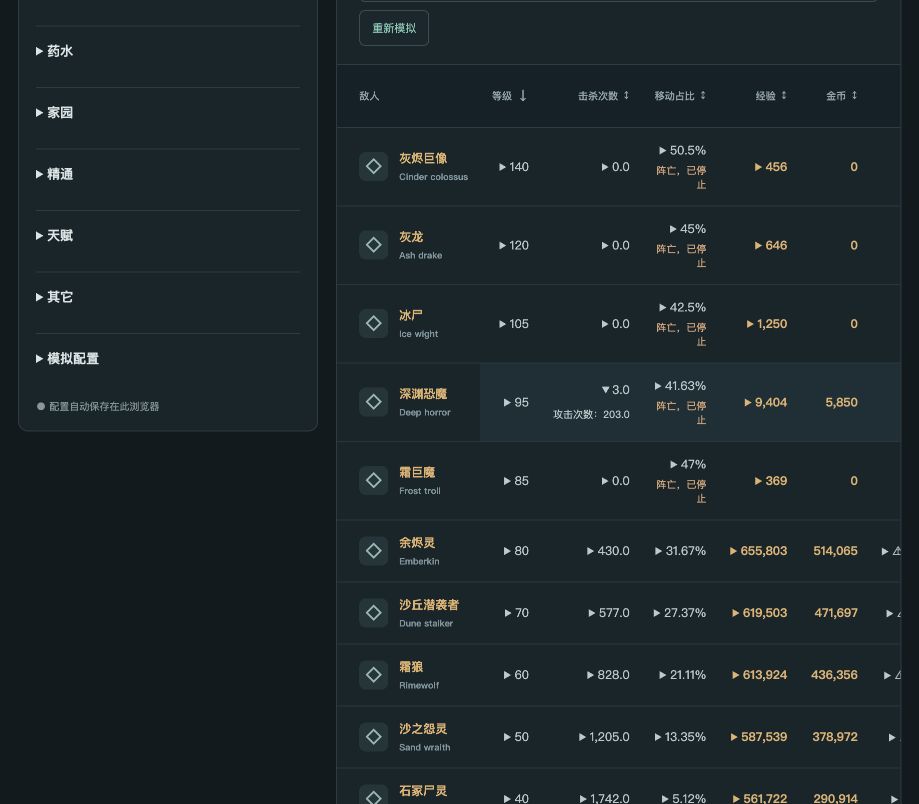 药水
家园
精通
天赋
其它
模拟配置
配置自动保存在此浏览器
重新模拟
敌人 等级 ↓ 击杀次数 ↕ 移动占比 ↕ 经验 ↕ 金币 ↕
灰烬巨像
Cinder colossus
140
0.0
50.5%
阵亡，已停
止
456
0
灰龙
Ash drake
120
0.0
45%
阵亡，已停
止
646
0
冰尸
Ice wight
105
0.0
42.5%
阵亡，已停
止
1,250
0
深渊恐魔
Deep horror
95
3.0
攻击次数：203.0
41.63%
阵亡，已停
止
9,404
5,850
霜巨魔
Frost troll
85
0.0
47%
阵亡，已停
止
369
0
余烬灵
Emberkin
80
430.0
31.67%
655,803
514,065
沙丘潜袭者
Dune stalker
70
577.0
27.37%
619,503
471,697
霜狼
Rimewolf
60
828.0
21.11%
613,924
436,356
沙之怨灵
Sand wraith
50
1,205.0
13.35%
587,539
378,972
石冢尸灵
40
1,742.0
5.12%
561,722
290,914